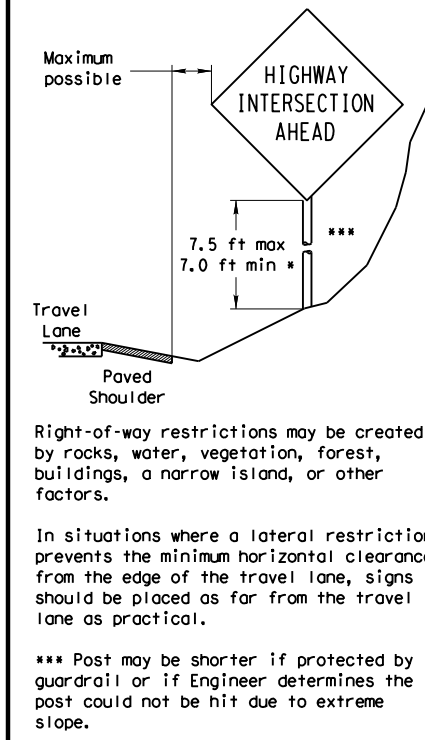 Maximum
possible
HIGHWAY
INTERSECTION
AHEAD
7.5 ft max
7.0 ft min *
***
Travel
Lane
Paved
Shoulder
Right-of-way restrictions may be created
by rocks, water, vegetation, forest,
buildings, a narrow island, or other
factors.
In situations where a lateral restriction
prevents the minimum horizontal clearance
from the edge of the travel lane, signs
should be placed as far from the travel
lane as practical.
*** Post may be shorter if protected by
guardrail or if Engineer determines the
post could not be hit due to extreme
slope.